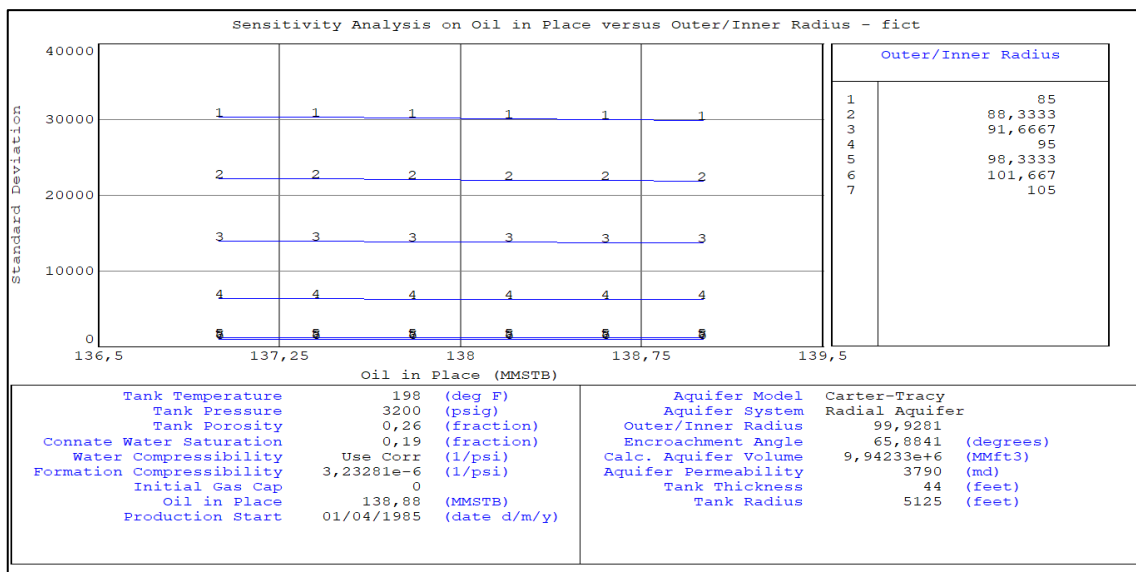 Sensitivity Analysis on Oil in Place versus Outer/Inner Radius - fict
Standard Deviation
40000
30000
20000
10000
0
1 1 1 1 1 1
2 2 2 2 2 2
3 3 3 3 3 3
4 4 4 4 4 4
136,5 137,25 138 138,75 139,5
Oil in Place (MMSTB)
Outer/Inner Radius
1 85
2 88,3333
3 91,6667
4 95
5 98,3333
6 101,667
7 105
Tank Temperature 198 (deg F)
Tank Pressure 3200 (psig)
Tank Porosity 0,26 (fraction)
Connate Water Saturation 0,19 (fraction)
Water Compressibility Use Corr (1/psi)
Formation Compressibility 3,23281e-6 (1/psi)
Initial Gas Cap 0
Oil in Place 138,88 (MMSTB)
Production Start 01/04/1985 (date d/m/y)
Aquifer Model Carter-Tracy
Aquifer System Radial Aquifer
Outer/Inner Radius 99,9281
Encroachment Angle 65,8841 (degrees)
Calc. Aquifer Volume 9,94233e+6 (MMft3)
Aquifer Permeability 3790 (md)
Tank Thickness 44 (feet)
Tank Radius 5125 (feet)